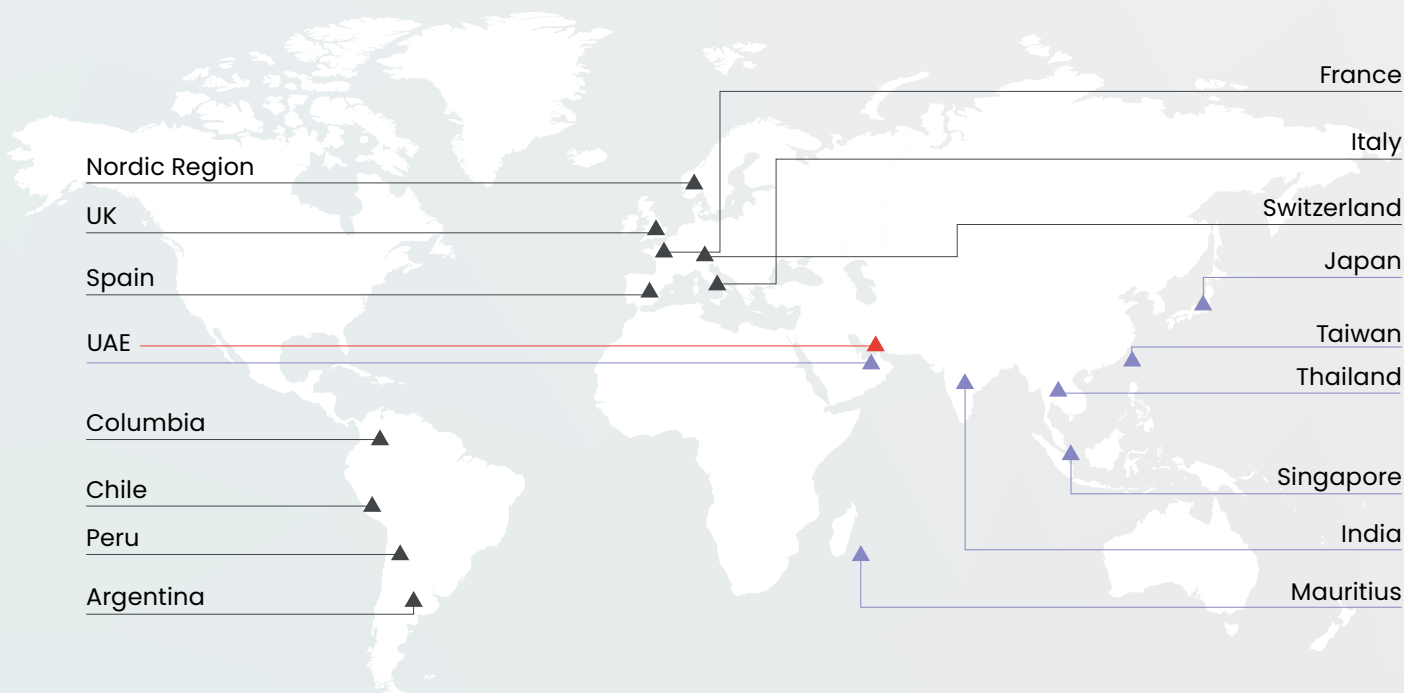 Nordic Region
UK
Spain
UAE
Columbia
Chile
Peru
Argentina
France
Italy
Switzerland
Japan
Taiwan
Thailand
Singapore
India
Mauritius